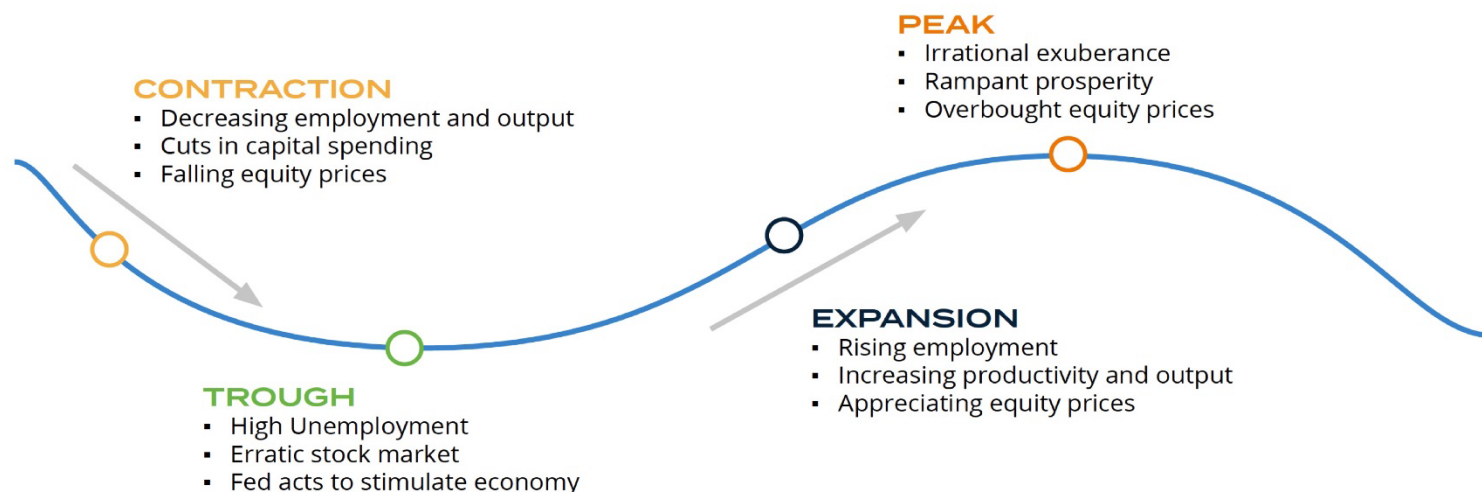 CONTRACTION
▪ Decreasing employment and output
▪ Cuts in capital spending
▪ Falling equity prices
TROUGH
▪ High Unemployment
▪ Erratic stock market
▪ Fed acts to stimulate economy
EXPANSION
▪ Rising employment
▪ Increasing productivity and output
▪ Appreciating equity prices
PEAK
▪ Irrational exuberance
▪ Rampant prosperity
▪ Overbought equity prices